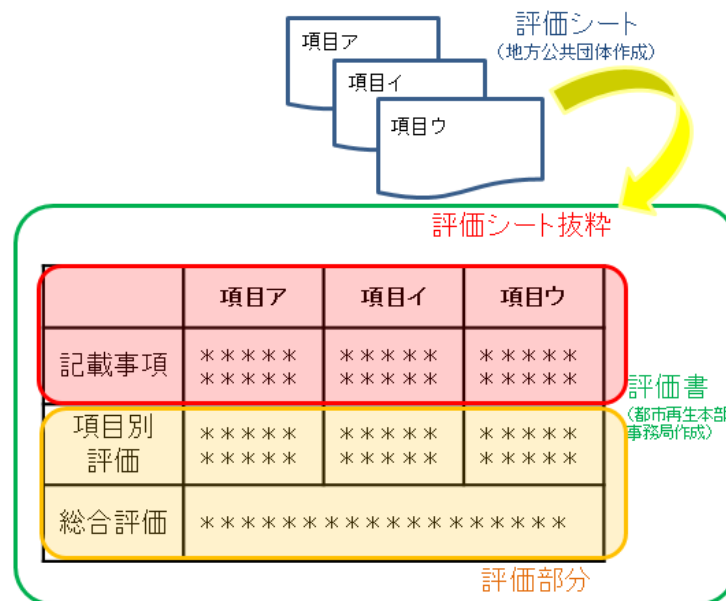 評価シート
(地方公共団体作成)
項目ア
項目イ
項目ウ
評価シート抜粋
項目ア 項目イ 項目ウ
記載事項 ＊＊＊＊＊ ＊＊＊＊＊ ＊＊＊＊＊
＊＊＊＊＊ ＊＊＊＊＊ ＊＊＊＊＊
評価書
(都市再生本部
事務局作成)
項目別
評価 ＊＊＊＊＊ ＊＊＊＊＊ ＊＊＊＊＊
＊＊＊＊＊ ＊＊＊＊＊ ＊＊＊＊＊
総合評価 ＊＊＊＊＊＊＊＊＊＊＊＊＊＊＊＊＊＊
評価部分